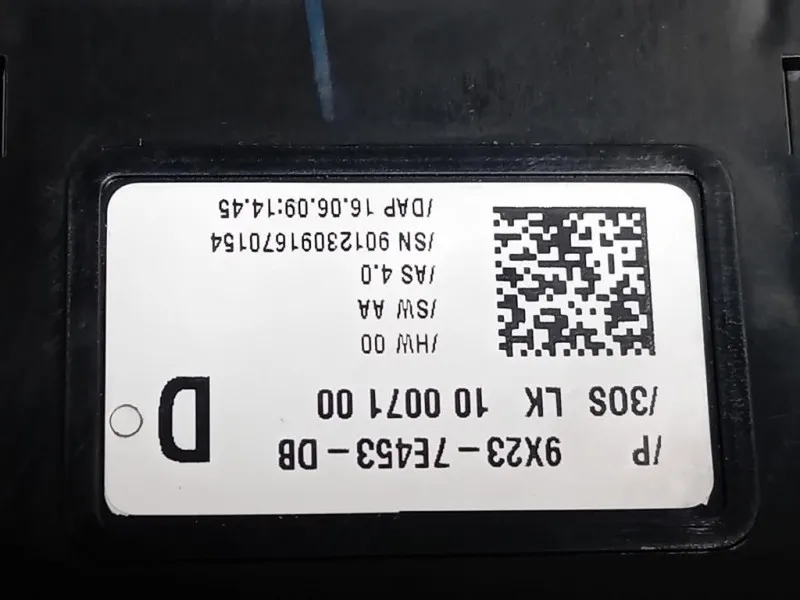 /P 9X23-7E453-DB
/3OS LK 10 0071 00
D
/HW 00
/SW AA
/AS 4.0
/SN 90123091670154
/DAP 16.06.09:14.45